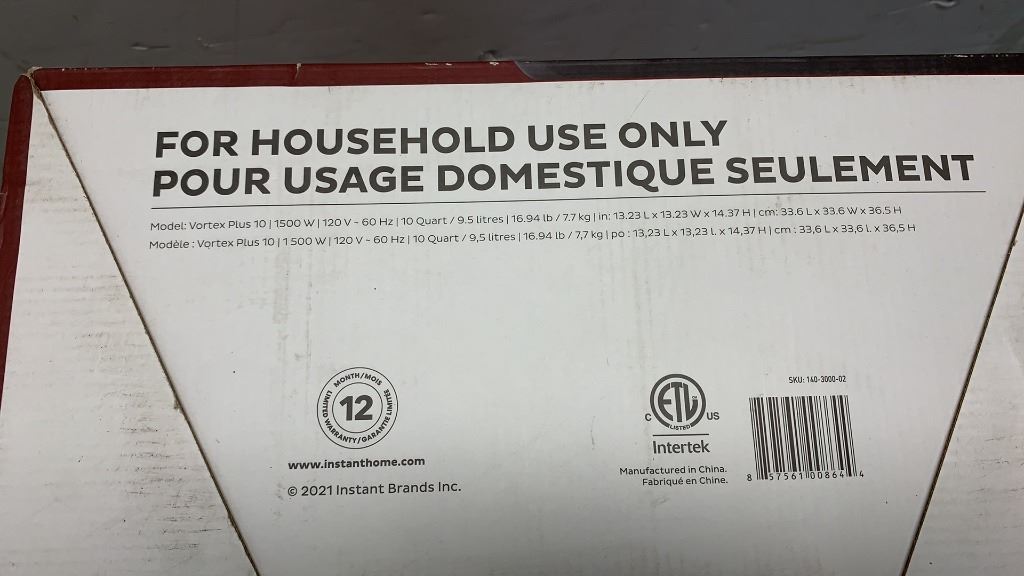 FOR HOUSEHOLD USE ONLY
POUR USAGE DOMESTIQUE SEULEMENT
Model: Vortex Plus 10 | 1500 W | 120 V ~ 60 Hz | 10 Quart / 9.5 litres | 16.94 lb / 7.7 kg | in: 13.23 L x 13.23 W x 14.37 H | cm: 33.6 L x 33.6 W x 36.5 H
Modèle : Vortex Plus 10 | 1 500 W | 120 V ~ 60 Hz | 10 Quart / 9,5 litres | 16.94 lb / 7,7 kg | po : 13,23 L x 13,23 l. x 14,37 H | cm : 33,6 L x 33,6 l. x 36,5 H
MONTH/MOIS
12
LIMITED WARRANTY/GARANTIE LIMITÉE
www.instanthome.com
© 2021 Instant Brands Inc.
C ETL US
LISTED
Intertek
Manufactured in China.
Fabriqué en Chine.
SKU: 140-3000-02
8 57561 00864 4